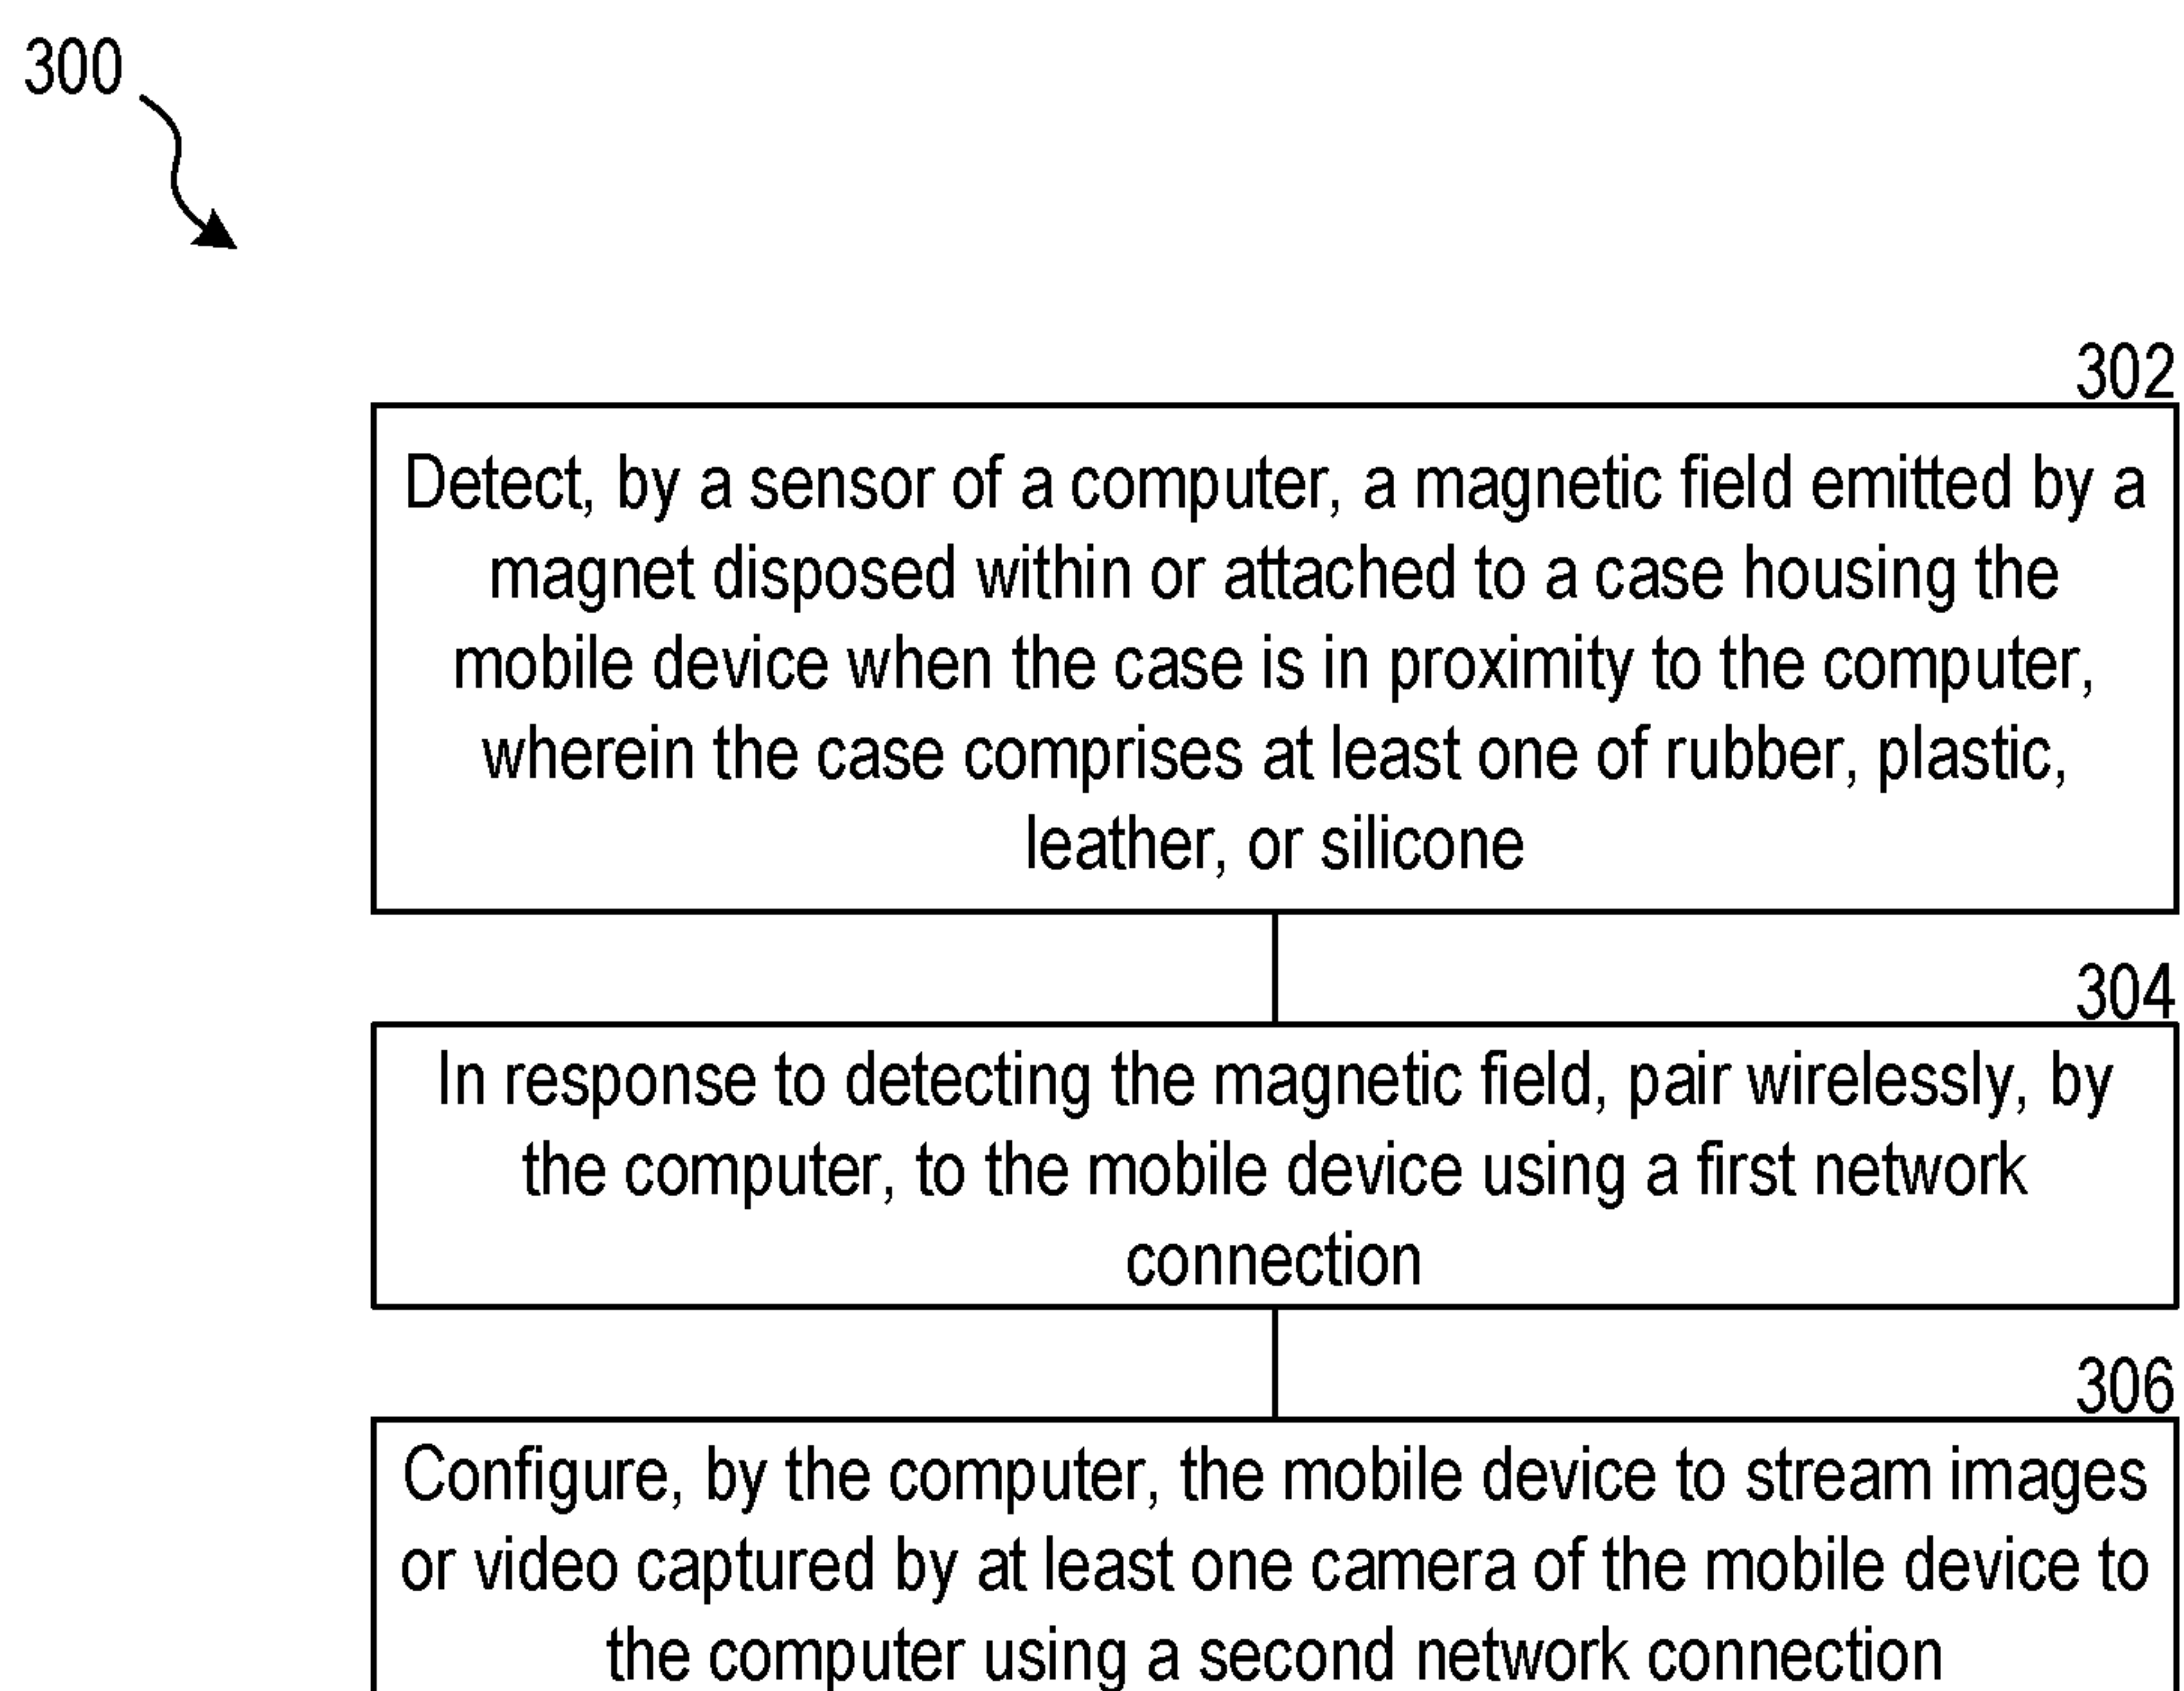 300
302
Detect, by a sensor of a computer, a magnetic field emitted by a
magnet disposed within or attached to a case housing the
mobile device when the case is in proximity to the computer,
wherein the case comprises at least one of rubber, plastic,
leather, or silicone
304
In response to detecting the magnetic field, pair wirelessly, by
the computer, to the mobile device using a first network
connection
306
Configure, by the computer, the mobile device to stream images
or video captured by at least one camera of the mobile device to
the computer using a second network connection